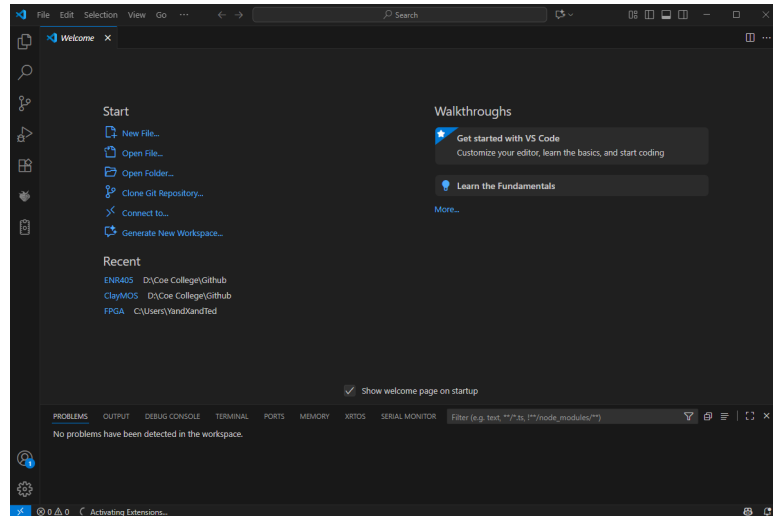 File Edit Selection View Go ··· Search
Welcome
Start
New File...
Open File...
Open Folder...
Clone Git Repository...
Connect to...
Generate New Workspace...
Recent
ENR405 D:\Coe College\Github
ClayMOS D:\Coe College\Github
FPGA C:\Users\YandXandTed
Walkthroughs
Get started with VS Code
Customize your editor, learn the basics, and start coding
Learn the Fundamentals
More...
Show welcome page on startup
PROBLEMS OUTPUT DEBUG CONSOLE TERMINAL PORTS MEMORY XRTOS SERIAL MONITOR Filter (e.g. text, **/*.ts, !**/node_modules/**)
No problems have been detected in the workspace.
1
0 0 Activating Extensions...